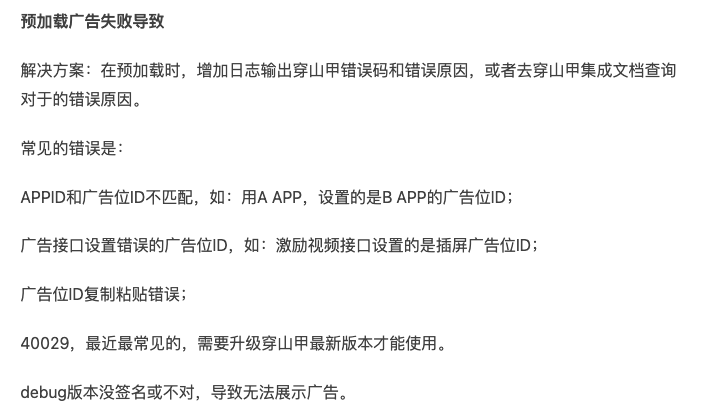 预加载广告失败导致
解决方案：在预加载时，增加日志输出穿山甲错误码和错误原因，或者去穿山甲集成文档查询
对于的错误原因。
常见的错误是：
APPID和广告位ID不匹配，如：用A APP，设置的是B APP的广告位ID；
广告接口设置错误的广告位ID，如：激励视频接口设置的是插屏广告位ID；
广告位ID复制粘贴错误；
40029，最近最常见的，需要升级穿山甲最新版本才能使用。
debug版本没签名或不对，导致无法展示广告。